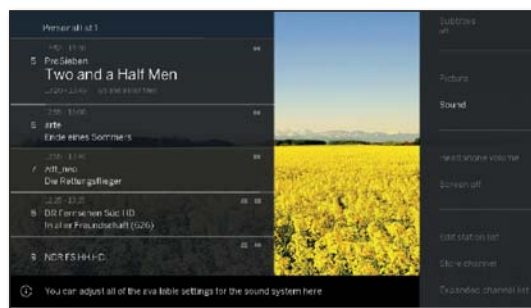 Personal list 1
5 ProSieben
Two and a Half Men
arte
Ende eines Sommers
7 zdf_neo
Die Rettungsflieger
8 BR Fernsehen Süd HD
In aller Freundschaft (626)
9 NDR FS HH HD
Subtitles
off
Picture
Sound
Headphone volume
Screen off
Edit station list
Store channel
Expanded channel list
You can adjust all of the available settings for the sound system here